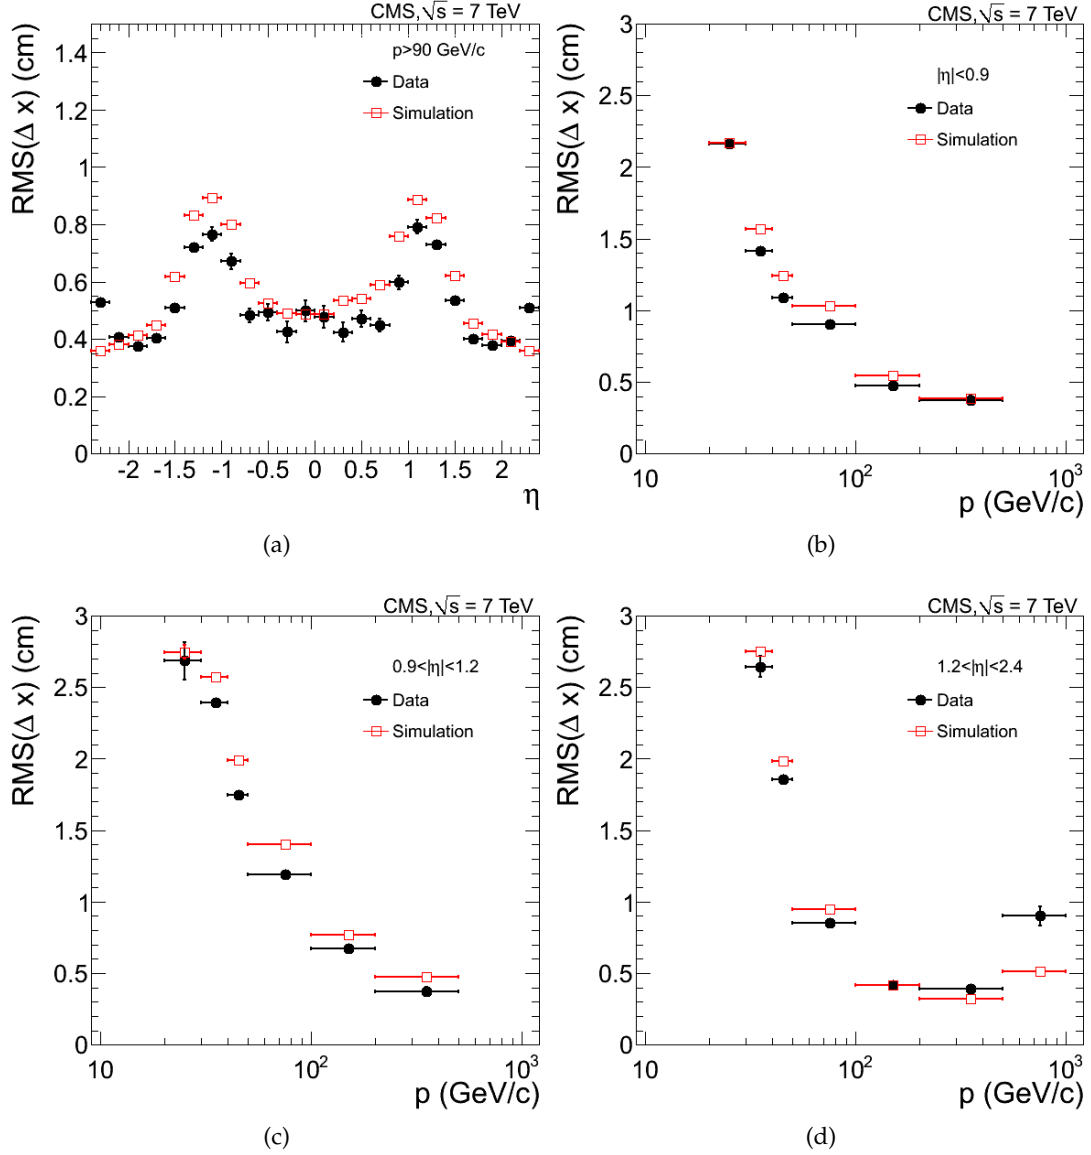 CMS, √s = 7 TeV
RMS(Δ x) (cm)
p>90 GeV/c
Data
Simulation
1.4
1.2
1
0.8
0.6
0.4
0.2
0
-2 -1.5 -1 -0.5 0 0.5 1 1.5 2
η
(a)
CMS, √s = 7 TeV
RMS(Δ x) (cm)
|η|<0.9
Data
Simulation
3
2.5
2
1.5
1
0.5
0
10 10² 10³
p (GeV/c)
(b)
CMS, √s = 7 TeV
RMS(Δ x) (cm)
0.9<|η|<1.2
Data
Simulation
3
2.5
2
1.5
1
0.5
0
10 10² 10³
p (GeV/c)
(c)
CMS, √s = 7 TeV
RMS(Δ x) (cm)
1.2<|η|<2.4
Data
Simulation
3
2.5
2
1.5
1
0.5
0
10 10² 10³
p (GeV/c)
(d)